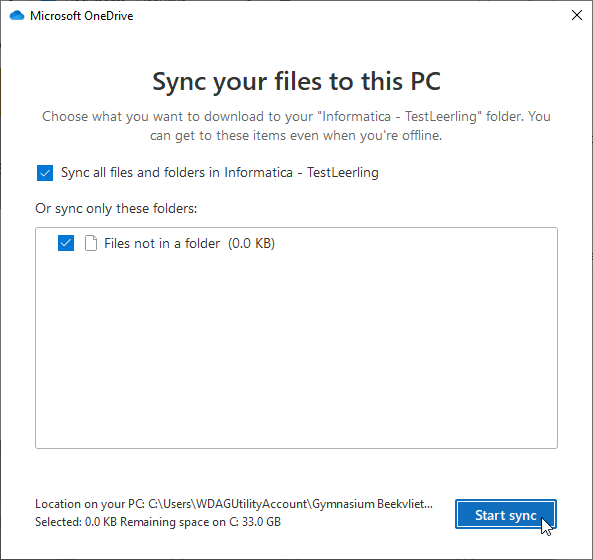 Microsoft OneDrive
Sync your files to this PC
Choose what you want to download to your "Informatica - TestLeerling" folder. You
can get to these items even when you're offline.
Sync all files and folders in Informatica - TestLeerling
Or sync only these folders:
Files not in a folder (0.0 KB)
Location on your PC: C:\Users\WDAGUtilityAccount\Gymnasium Beekvliet...
Selected: 0.0 KB Remaining space on C: 33.0 GB
Start sync